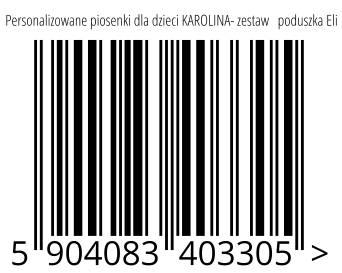 Personalizowane piosenki dla dzieci KAROLINA- zestaw poduszka Eli
5 904083 403305 >